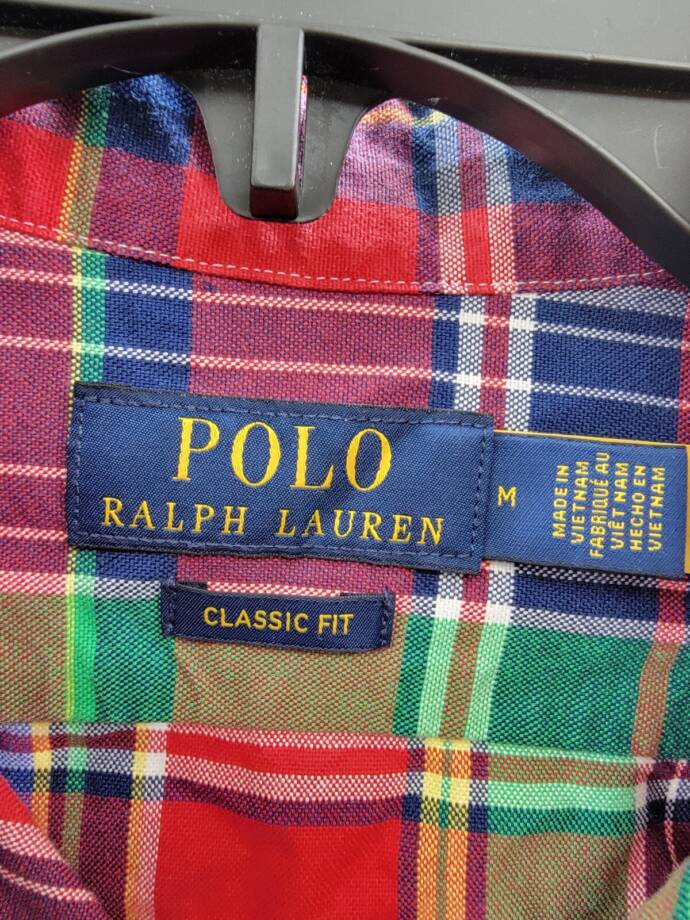 POLO
RALPH LAUREN
M
MADE IN
VIETNAM
FABRIQUÉ AU
VIÊT NAM
HECHO EN
VIETNAM
CLASSIC FIT